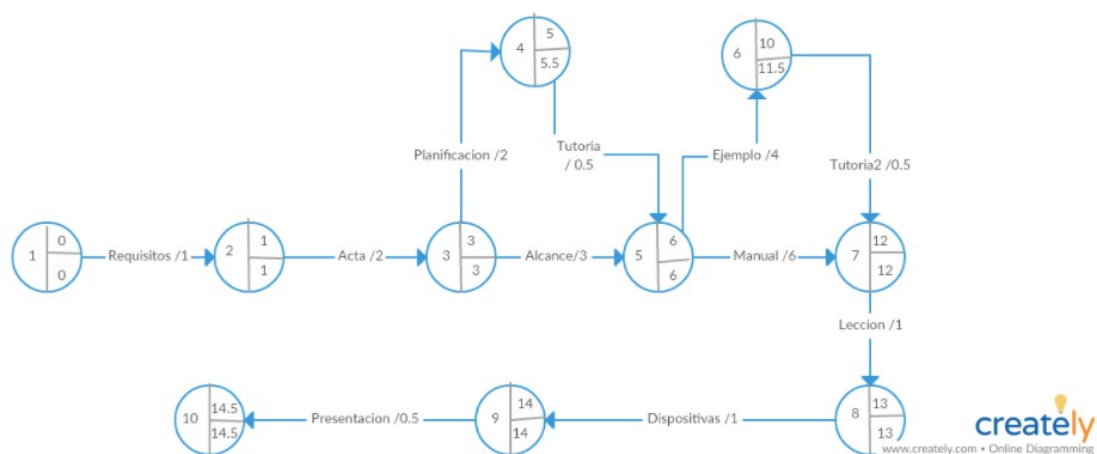 4
5
5.5
6
10
11.5
Planificacion /2
Tutoria
/ 0.5
Ejemplo /4
Tutoria2 /0.5
1
0
0
Requisitos /1
2
1
1
Acta /2
3
3
3
Alcance/3
5
6
6
Manual /6
7
12
12
Leccion /1
10
14.5
14.5
Presentacion /0.5
9
14
14
Dispositivas /1
8
13
13
creately
www.creately.com • Online Diagramming